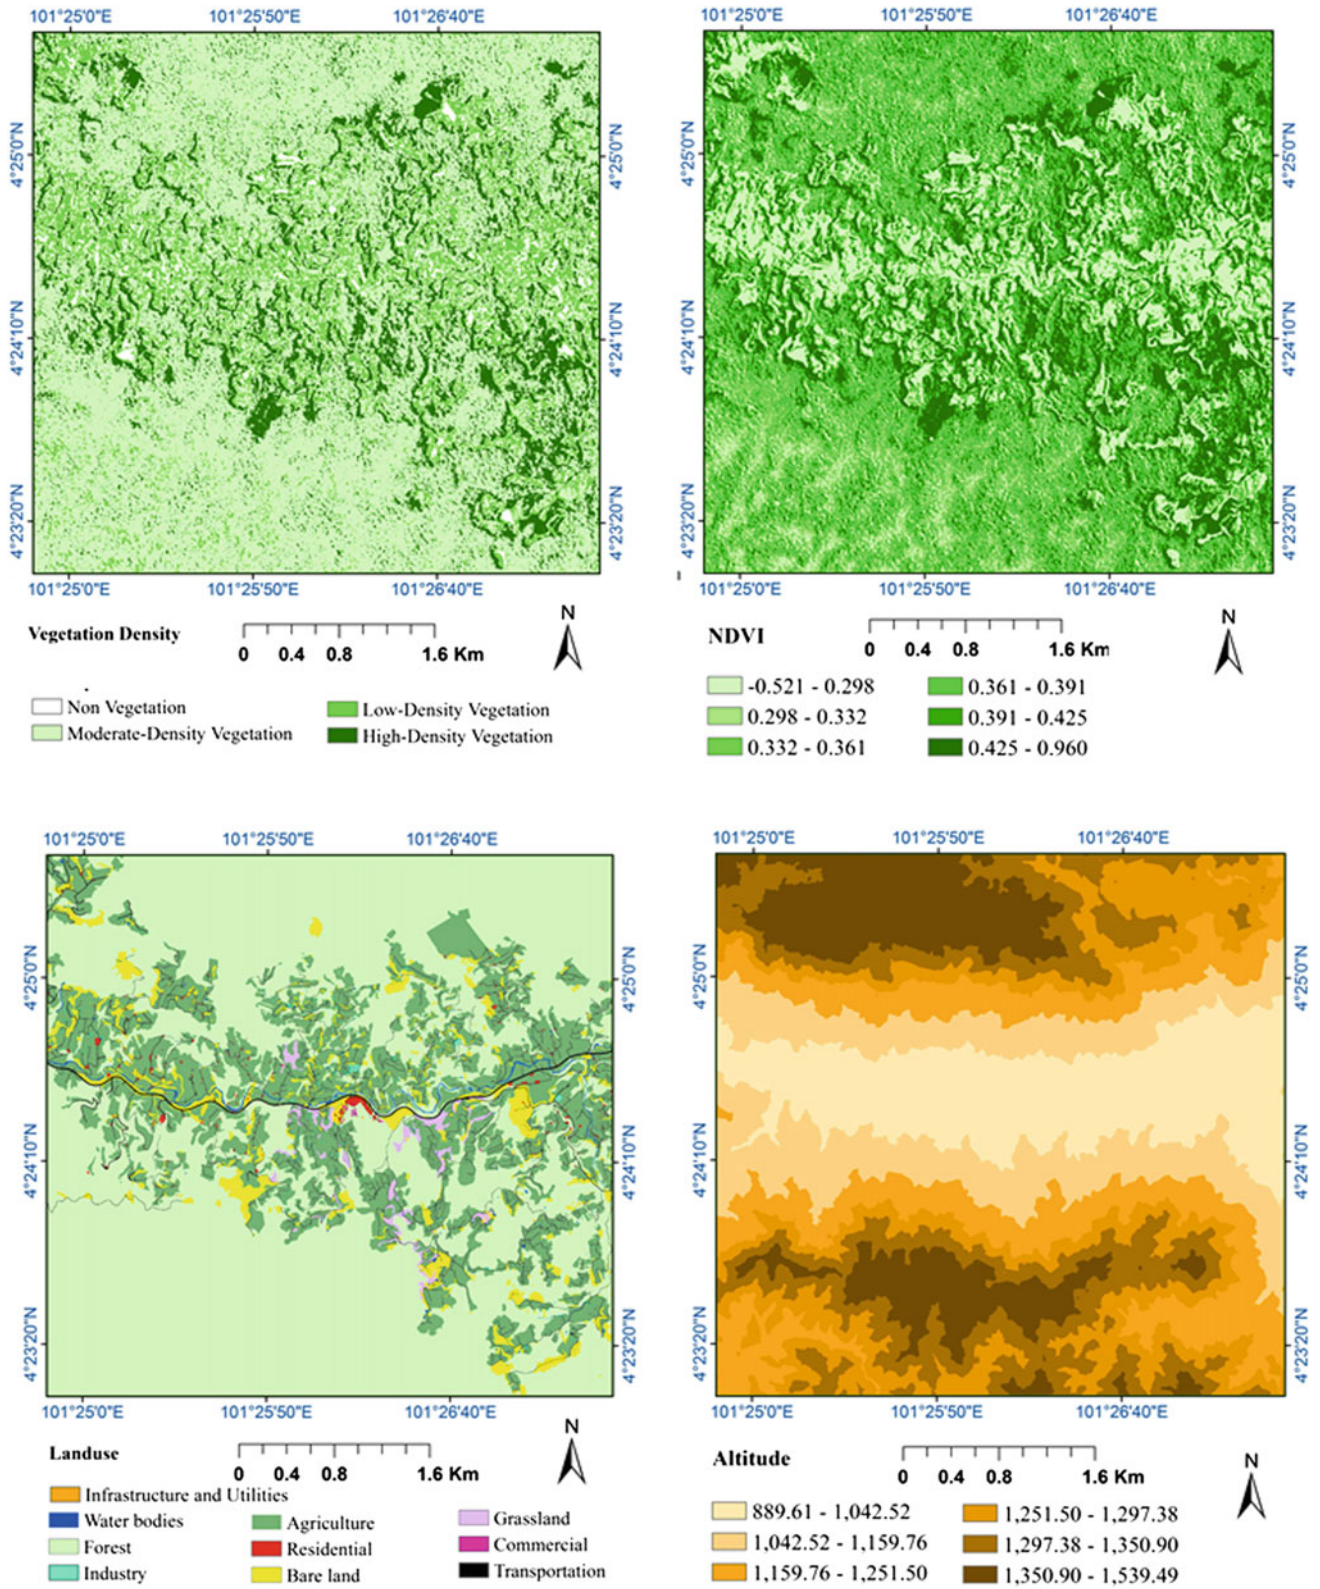 101°25'0"E 101°25'50"E 101°26'40"E
4°25'0"N
4°24'10"N
4°23'20"N
4°25'0"N
4°24'10"N
4°23'20"N
101°25'0"E 101°25'50"E 101°26'40"E
Vegetation Density
0 0.4 0.8 1.6 Km
N
Non Vegetation
Moderate-Density Vegetation
Low-Density Vegetation
High-Density Vegetation
101°25'0"E 101°25'50"E 101°26'40"E
4°25'0"N
4°24'10"N
4°23'20"N
4°25'0"N
4°24'10"N
4°23'20"N
101°25'0"E 101°25'50"E 101°26'40"E
NDVI
0 0.4 0.8 1.6 Km
N
-0.521 - 0.298
0.298 - 0.332
0.332 - 0.361
0.361 - 0.391
0.391 - 0.425
0.425 - 0.960
101°25'0"E 101°25'50"E 101°26'40"E
4°25'0"N
4°24'10"N
4°23'20"N
4°25'0"N
4°24'10"N
4°23'20"N
101°25'0"E 101°25'50"E 101°26'40"E
Landuse
0 0.4 0.8 1.6 Km
N
Infrastructure and Utilities
Water bodies
Forest
Industry
Agriculture
Residential
Bare land
Grassland
Commercial
Transportation
101°25'0"E 101°25'50"E 101°26'40"E
4°25'0"N
4°24'10"N
4°23'20"N
4°25'0"N
4°24'10"N
4°23'20"N
101°25'0"E 101°25'50"E 101°26'40"E
Altitude
0 0.4 0.8 1.6 Km
N
889.61 - 1,042.52
1,042.52 - 1,159.76
1,159.76 - 1,251.50
1,251.50 - 1,297.38
1,297.38 - 1,350.90
1,350.90 - 1,539.49